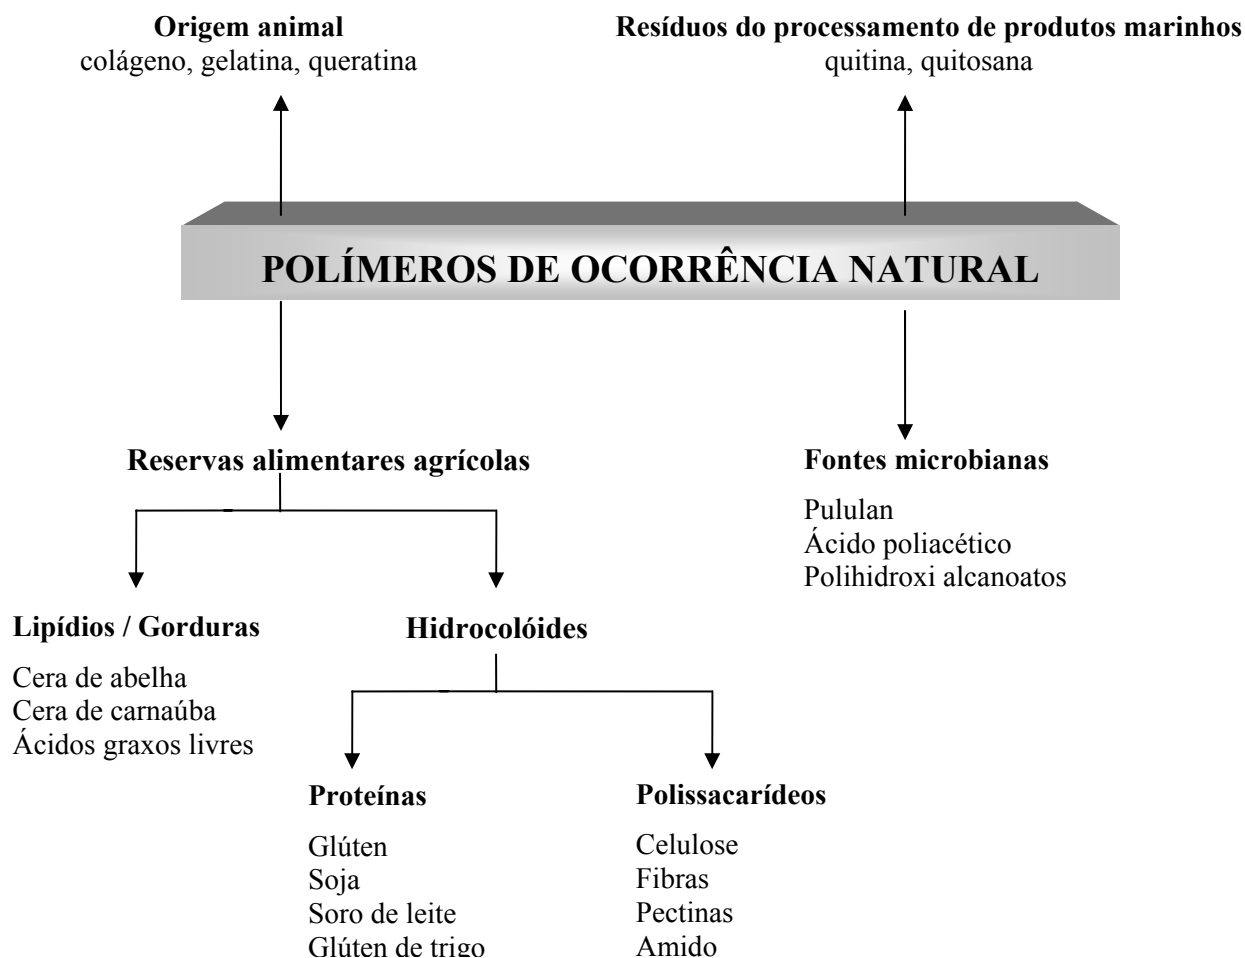 Origem animal
colágeno, gelatina, queratina
Resíduos do processamento de produtos marinhos
quitina, quitosana
POLÍMEROS DE OCORRÊNCIA NATURAL
Reservas alimentares agrícolas
Fontes microbianas
Pululan
Ácido poliacético
Polihidroxi alcanoatos
Lipídios / Gorduras
Cera de abelha
Cera de carnaúba
Ácidos graxos livres
Hidrocolóides
Proteínas
Glúten
Soja
Soro de leite
Glúten de trigo
Polissacarídeos
Celulose
Fibras
Pectinas
Amido